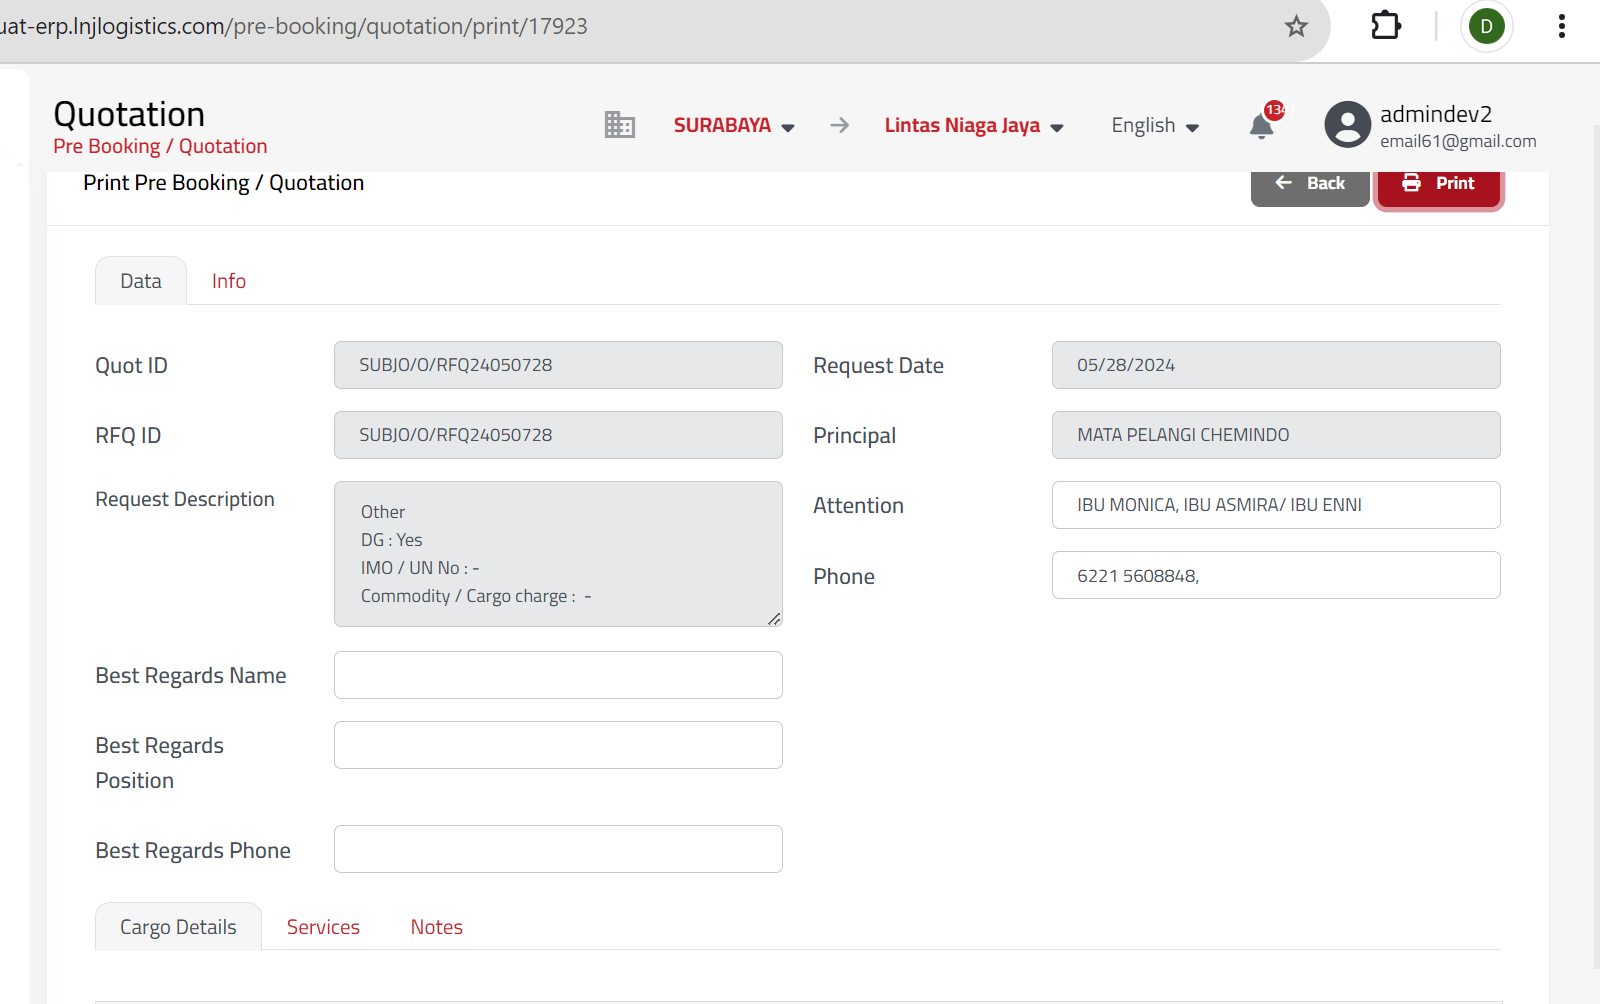 uat-erp.lnjlogistics.com/pre-booking/quotation/print/17923
D
Quotation
Pre Booking / Quotation
SURABAYA
Lintas Niaga Jaya
English
admindev2
email61@gmail.com
Print Pre Booking / Quotation
Back
Print
Data
Info
Quot ID
SUBJO/O/RFQ24050728
Request Date
05/28/2024
RFQ ID
SUBJO/O/RFQ24050728
Principal
MATA PELANGI CHEMINDO
Request Description
Other
DG : Yes
IMO / UN No : -
Commodity / Cargo charge : -
Attention
IBU MONICA, IBU ASMIRA/ IBU ENNI
Phone
6221 5608848,
Best Regards Name
Best Regards
Position
Best Regards Phone
Cargo Details
Services
Notes